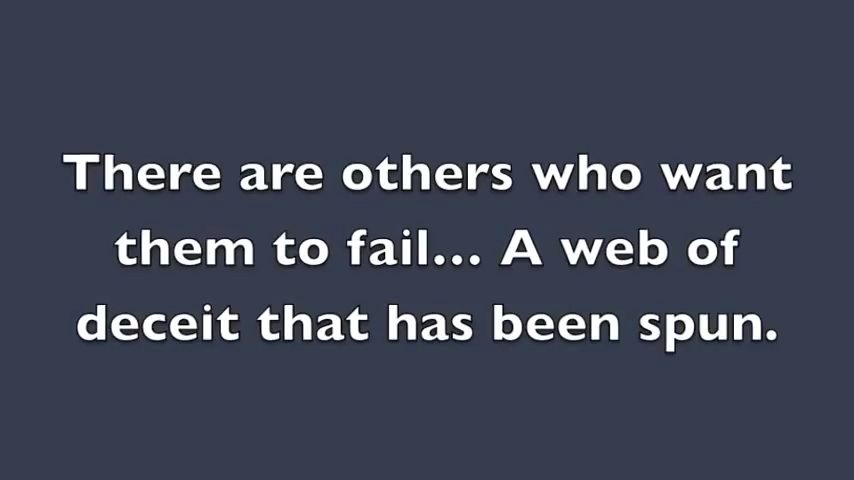 There are others who want
them to fail... A web of
deceit that has been spun.